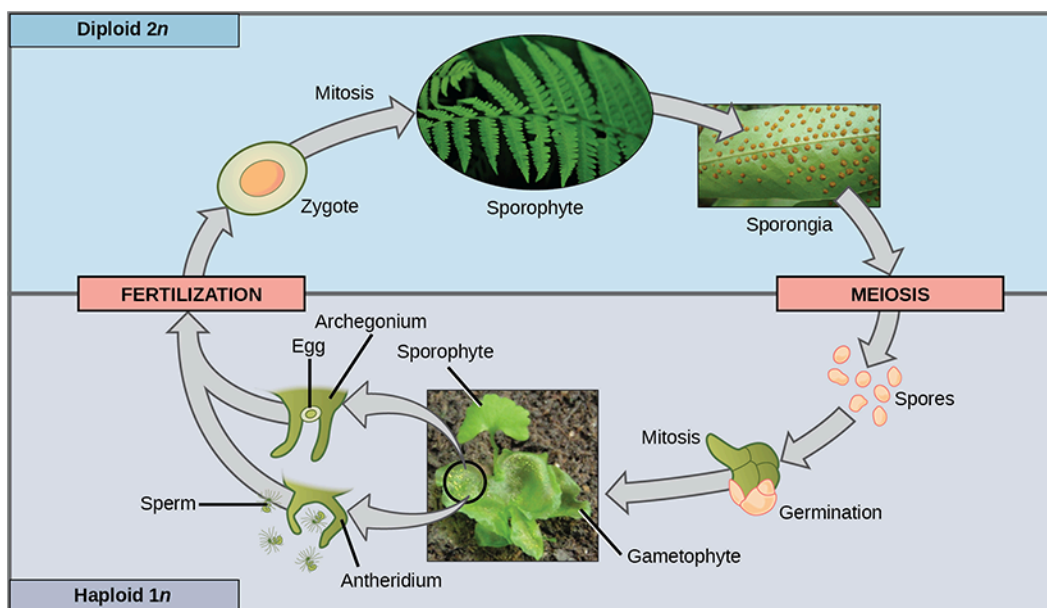 Diploid 2n
Mitosis
Zygote
Sporophyte
Sporongia
FERTILIZATION
MEIOSIS
Archegonium
Egg
Sporophyte
Spores
Mitosis
Sperm
Germination
Gametophyte
Antheridium
Haploid 1n